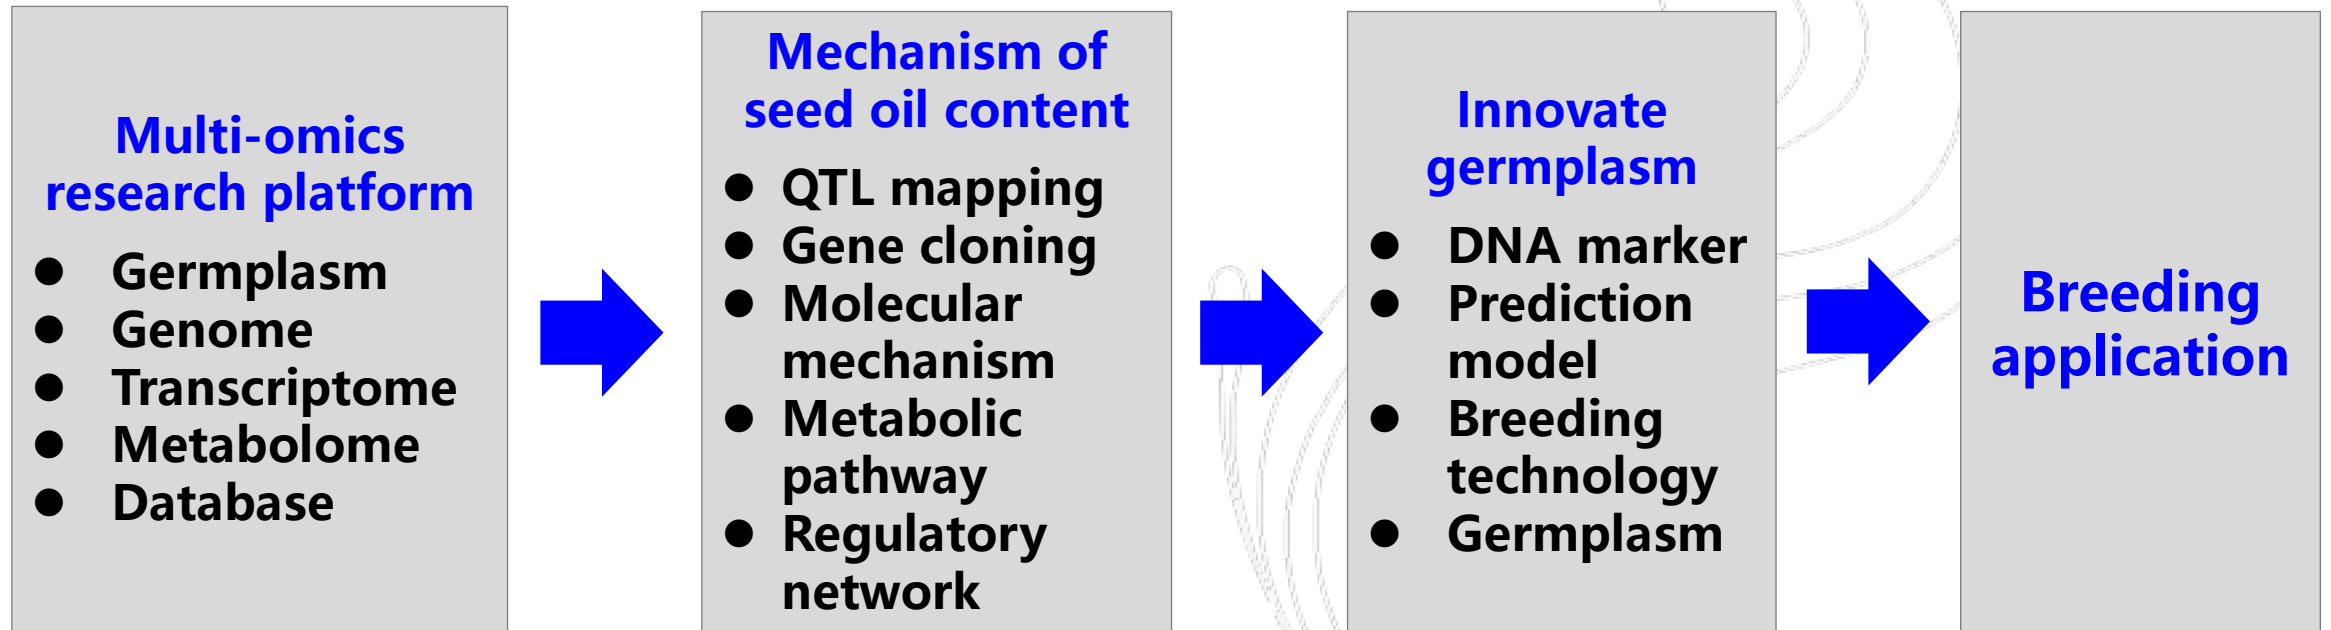 Multi-omics
research platform
● Germplasm
● Genome
● Transcriptome
● Metabolome
● Database
Mechanism of
seed oil content
● QTL mapping
● Gene cloning
● Molecular
mechanism
● Metabolic
pathway
● Regulatory
network
Innovate
germplasm
● DNA marker
● Prediction
model
● Breeding
technology
● Germplasm
Breeding
application